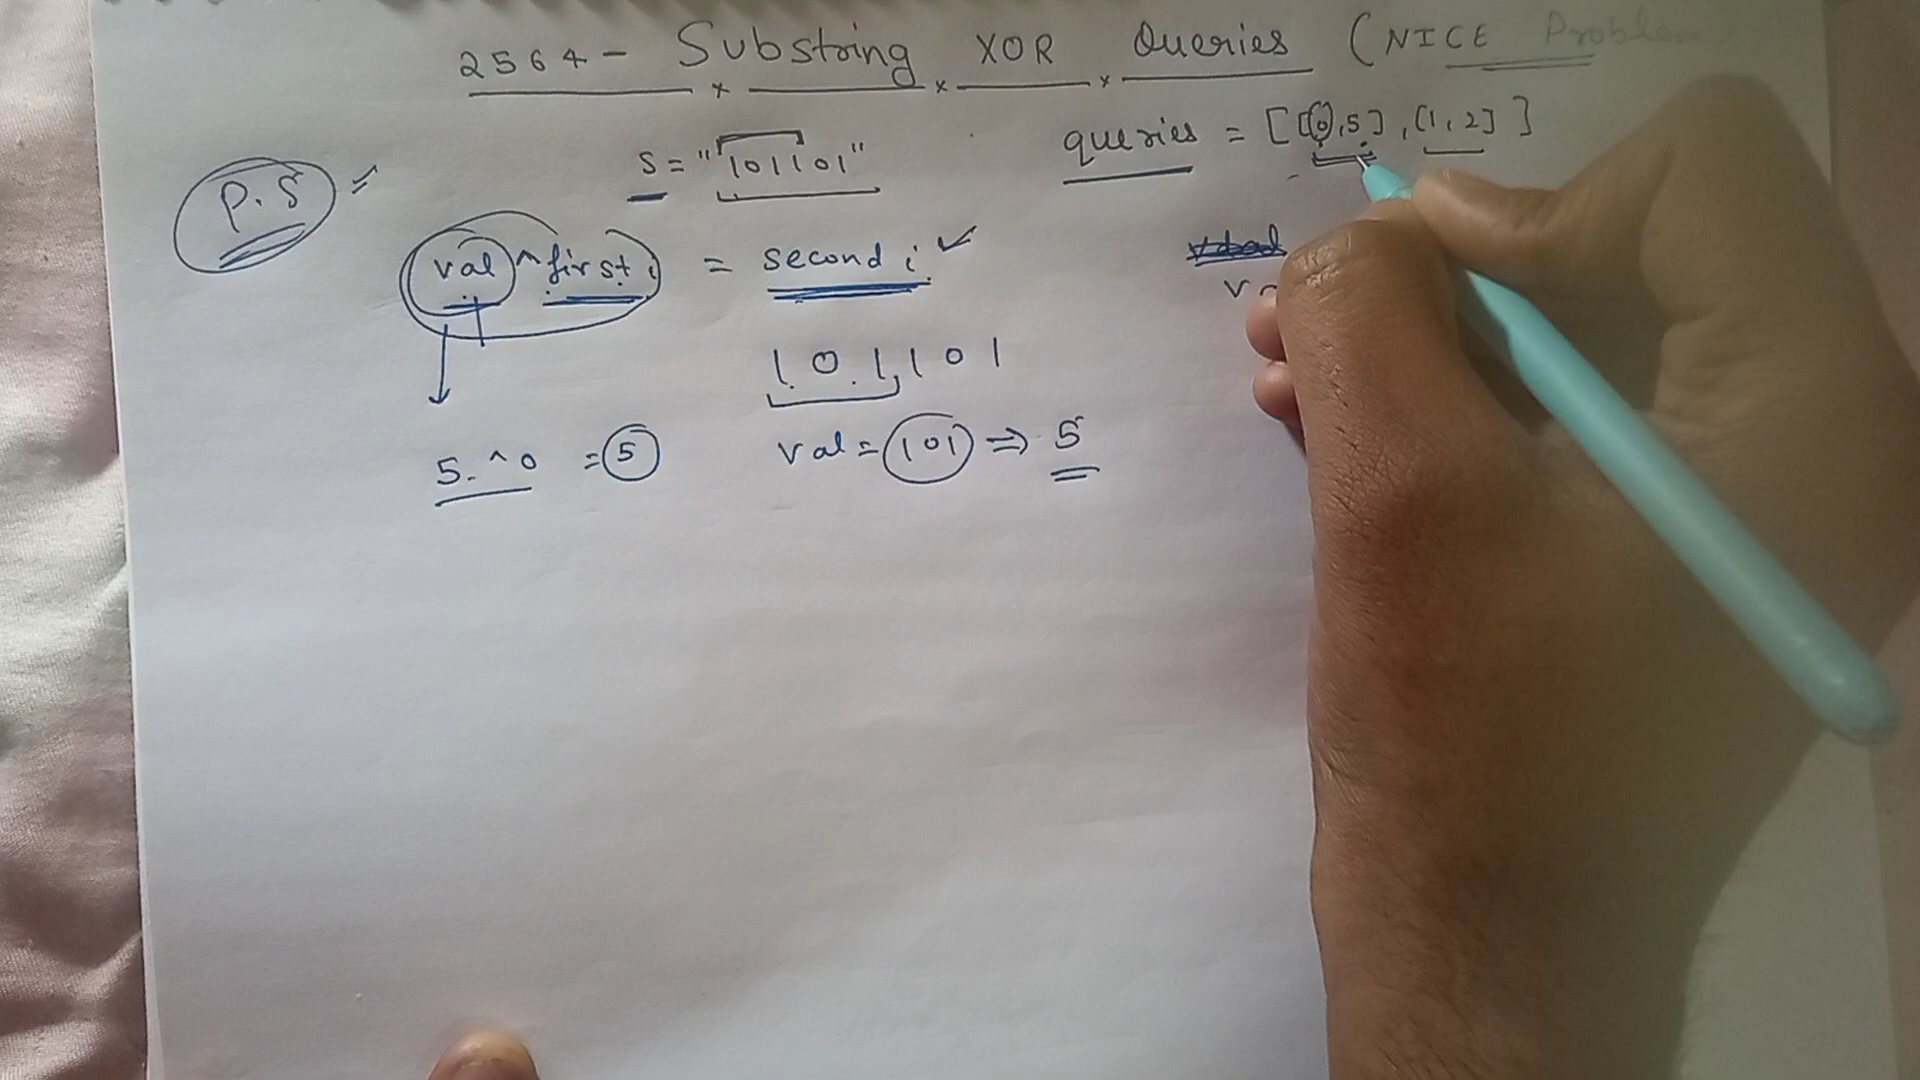 2564 - Substring XOR Queries (NICE Problem
P.S
s = "101101"
queries = [[0,5],[1,2]]
val ^ first i = second i
101101
5 ^ 0 = 5
val = 101 => 5